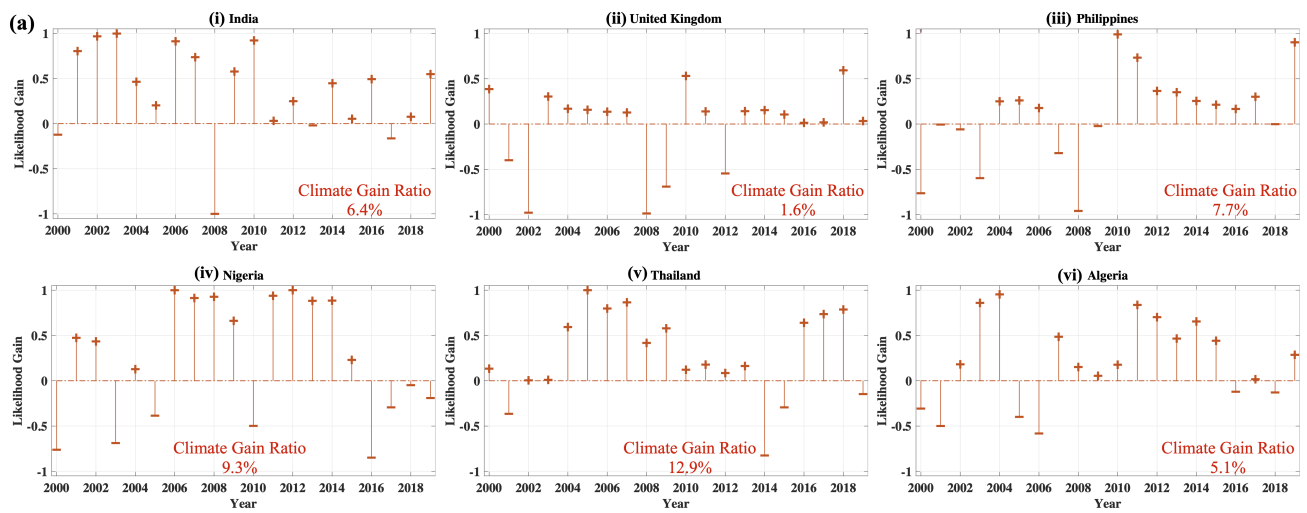 (a)
(i) India
Likelihood Gain
1
0.5
0
-0.5
-1
Climate Gain Ratio
6.4%
2000 2002 2004 2006 2008 2010 2012 2014 2016 2018
Year
(ii) United Kingdom
Likelihood Gain
1
0.5
0
-0.5
-1
Climate Gain Ratio
1.6%
2000 2002 2004 2006 2008 2010 2012 2014 2016 2018
Year
(iii) Philippines
Likelihood Gain
1
0.5
0
-0.5
-1
Climate Gain Ratio
7.7%
2000 2002 2004 2006 2008 2010 2012 2014 2016 2018
Year
(iv) Nigeria
Likelihood Gain
1
0.5
0
-0.5
-1
Climate Gain Ratio
9.3%
2000 2002 2004 2006 2008 2010 2012 2014 2016 2018
Year
(v) Thailand
Likelihood Gain
1
0.5
0
-0.5
-1
Climate Gain Ratio
12.9%
2000 2002 2004 2006 2008 2010 2012 2014 2016 2018
Year
(vi) Algeria
Likelihood Gain
1
0.5
0
-0.5
-1
Climate Gain Ratio
5.1%
2000 2002 2004 2006 2008 2010 2012 2014 2016 2018
Year